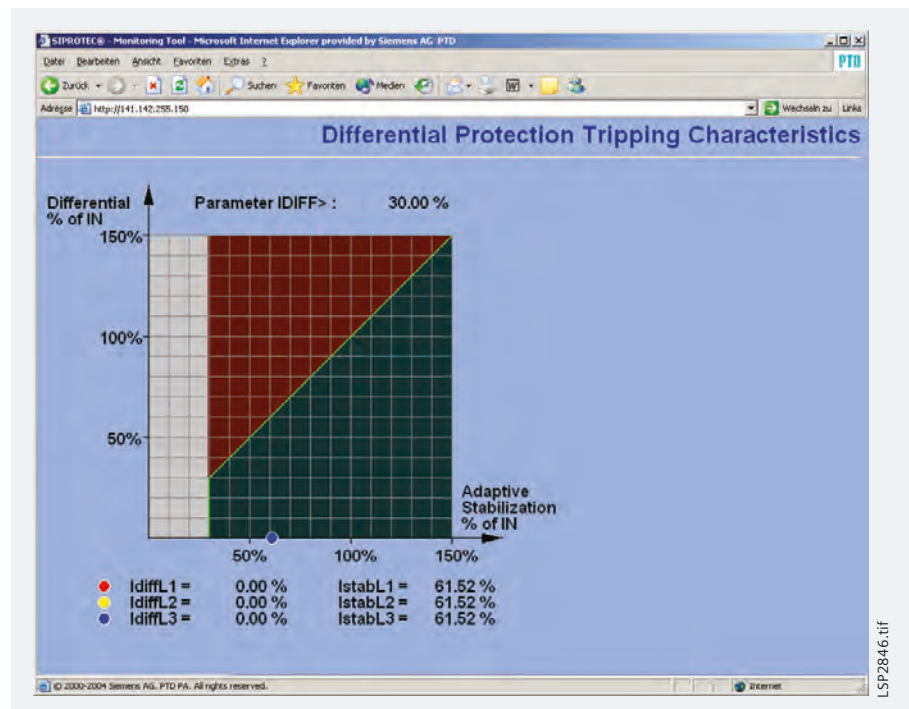 SIPROTEC® - Monitoring Tool - Microsoft Internet Explorer provided by Siemens AG PTD
Datei Bearbeiten Ansicht Favoriten Extras ?
PTD
Zurück Suchen Favoriten Medien
Adresse http://141.142.255.150 Wechseln zu Links
Differential Protection Tripping Characteristics
Differential
% of IN
Parameter IDIFF> : 30.00 %
150%
100%
50%
Adaptive
Stabilization
% of IN
50% 100% 150%
IdiffL1 = 0.00 % IstabL1 = 61.52 %
IdiffL2 = 0.00 % IstabL2 = 61.52 %
IdiffL3 = 0.00 % IstabL3 = 61.52 %
© 2000-2004 Siemens AG. PTD PA. All rights reserved. Internet
LSP2846.tif